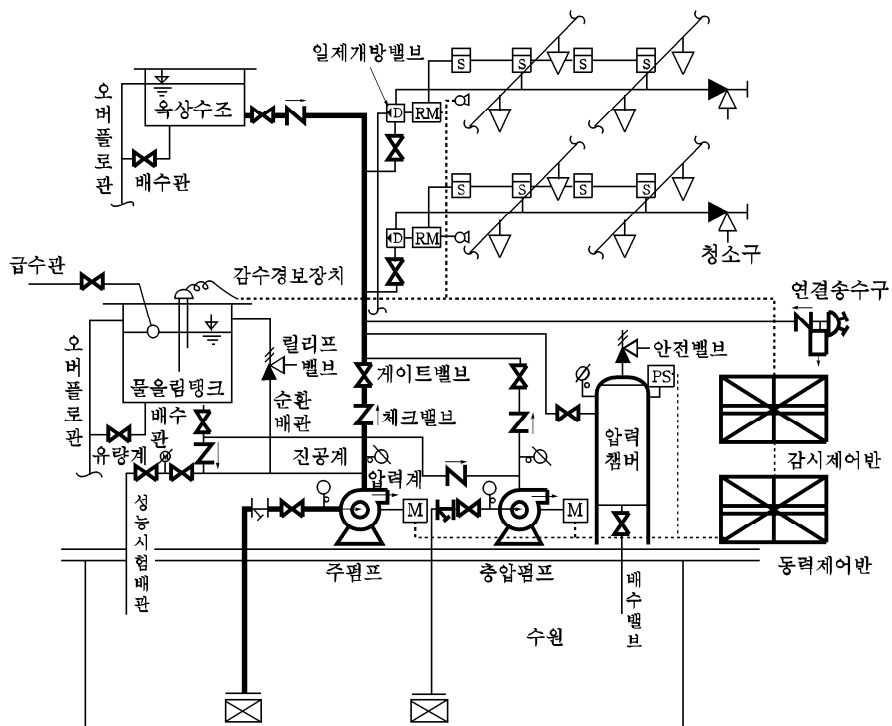 일제개방밸브
S
S
S
S
옥상수조
오버플로관
D
RM
배수관
S
S
S
S
D
RM
청소구
급수관
감수경보장치
연결송수구
오버플로관
릴리프
밸브
안전밸브
물올림탱크
게이트밸브
PS
순환
배관
배수관
체크밸브
압력
챔버
유량계
진공계
압력계
감시제어반
성능시험배관
M
M
주펌프
충압펌프
배수밸브
동력제어반
수원